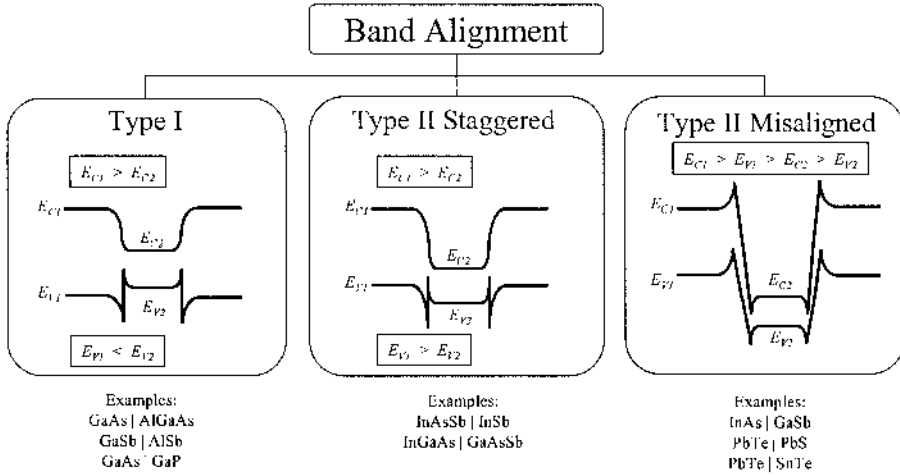 Band Alignment
Type I
E_C1 > E_C2
E_C1
E_C2
E_V1
E_V2
E_V1 < E_V2
Examples:
GaAs | AlGaAs
GaSb | AlSb
GaAs | GaP
Type II Staggered
E_C1 > E_C2
E_C1
E_C2
E_V1
E_V2
E_V1 > E_V2
Examples:
InAsSb | InSb
InGaAs | GaAsSb
Type II Misaligned
E_C1 > E_V1 > E_C2 > E_V2
E_C1
E_V1
E_C2
E_V2
Examples:
InAs | GaSb
PbTe | PbS
PbTe | SnTe